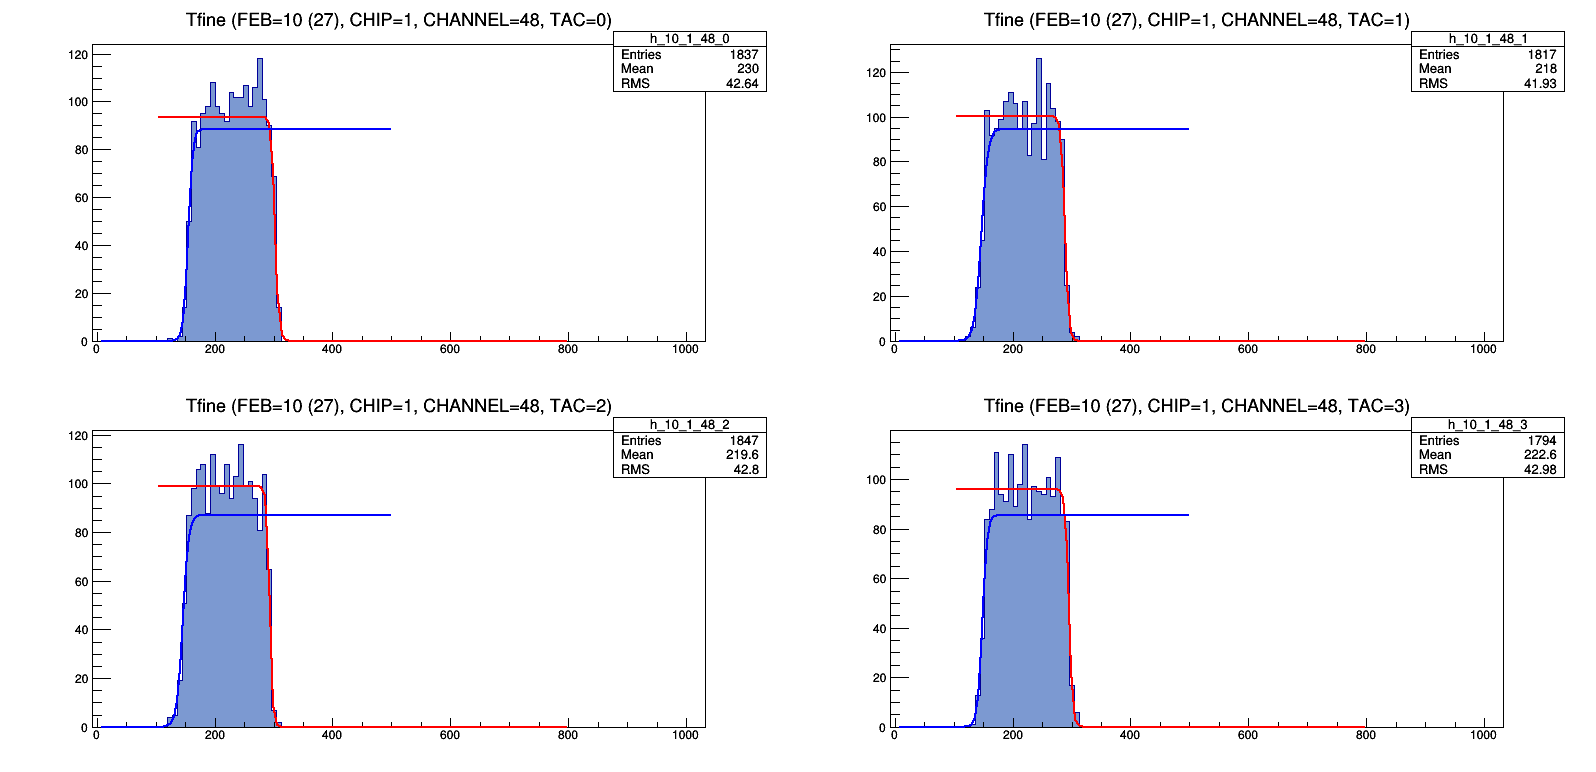 Tfine (FEB=10 (27), CHIP=1, CHANNEL=48, TAC=0)
h_10_1_48_0
Entries 1837
Mean 230
RMS 42.64
120
100
80
60
40
20
0
0 200 400 600 800 1000
Tfine (FEB=10 (27), CHIP=1, CHANNEL=48, TAC=1)
h_10_1_48_1
Entries 1817
Mean 218
RMS 41.93
120
100
80
60
40
20
0
0 200 400 600 800 1000
Tfine (FEB=10 (27), CHIP=1, CHANNEL=48, TAC=2)
h_10_1_48_2
Entries 1847
Mean 219.6
RMS 42.8
120
100
80
60
40
20
0
0 200 400 600 800 1000
Tfine (FEB=10 (27), CHIP=1, CHANNEL=48, TAC=3)
h_10_1_48_3
Entries 1794
Mean 222.6
RMS 42.98
100
80
60
40
20
0
0 200 400 600 800 1000